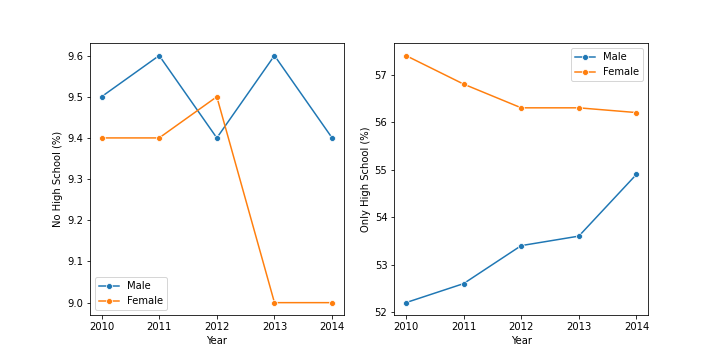 9.6
9.5
9.4
9.3
9.2
9.1
9.0
No High School (%)
Male
Female
2010 2011 2012 2013 2014
Year
57
56
55
54
53
52
Only High School (%)
Male
Female
2010 2011 2012 2013 2014
Year